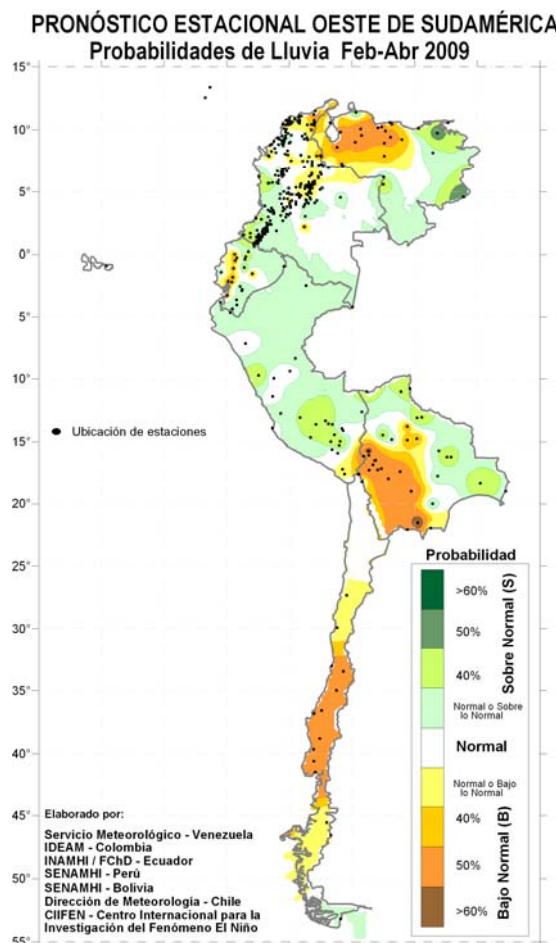 PRONÓSTICO ESTACIONAL OESTE DE SUDAMÉRICA
Probabilidades de Lluvia Feb-Abr 2009
15°
10°
5°
0°
5°
10°
15°
20°
25°
30°
35°
40°
45°
50°
55°
Ubicación de estaciones
Probabilidad
>60%
50%
40%
Normal o Sobre
lo Normal
Normal
Normal o Bajo
lo Normal
40%
50%
>60%
Sobre Normal (S)
Bajo Normal (B)
Elaborado por:
Servicio Meteorológico - Venezuela
IDEAM - Colombia
INAMHI / FChD - Ecuador
SENAMHI - Perú
SENAMHI - Bolivia
Dirección de Meteorología - Chile
CIIFEN - Centro Internacional para la
Investigación del Fenómeno El Niño